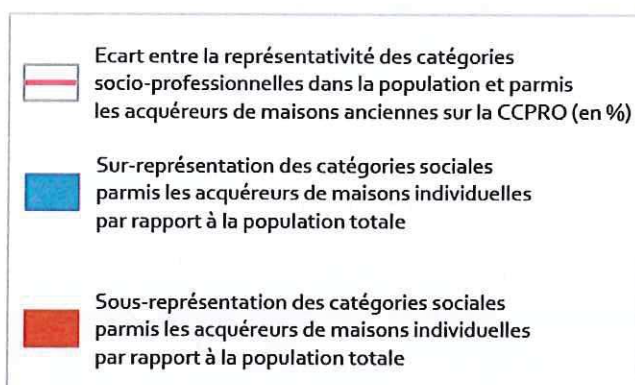 Ecart entre la représentativité des catégories
socio-professionnelles dans la population et parmis
les acquéreurs de maisons anciennes sur la CCPRO (en %)
Sur-représentation des catégories sociales
parmis les acquéreurs de maisons individuelles
par rapport à la population totale
Sous-représentation des catégories sociales
parmis les acquéreurs de maisons individuelles
par rapport à la population totale